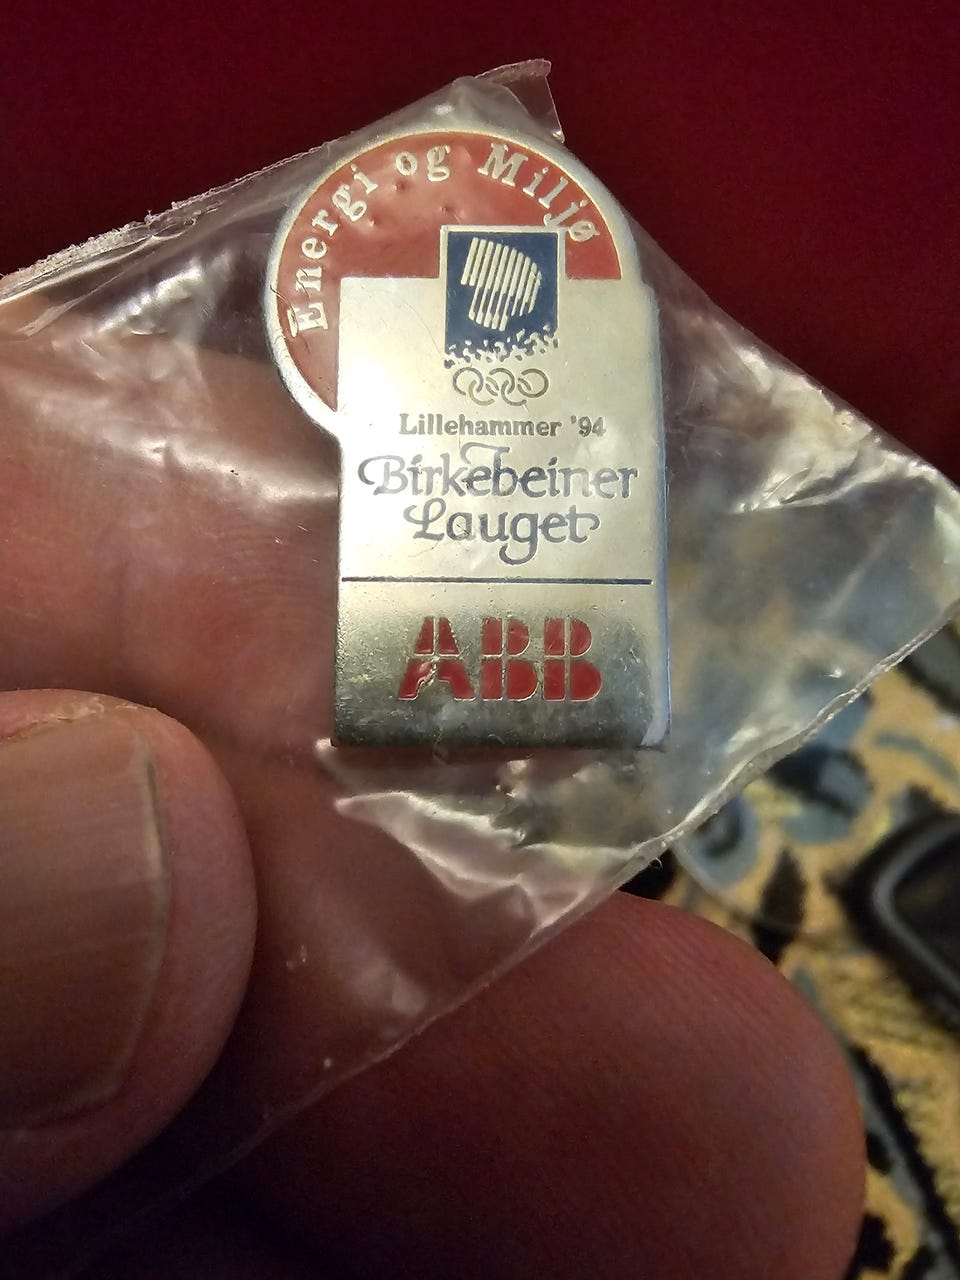 Energi og Miljø
Lillehammer '94
Birkebeiner
Lauget
ABB